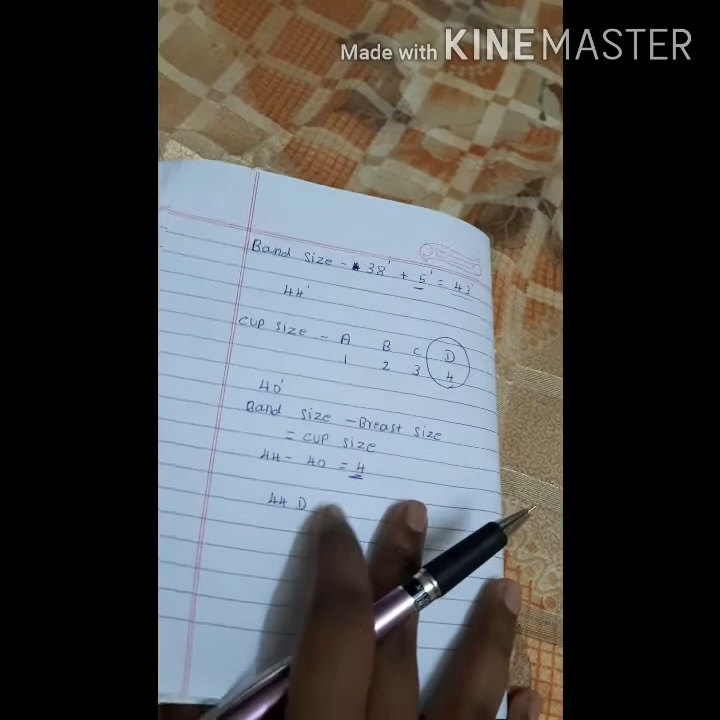 Made with KINEMASTER
Band size - 38' + 5' = 43'
44'
cup size - A B C D
1 2 3 4
40'
Band size - Breast size
= cup size
44 - 40 = 4
44 D